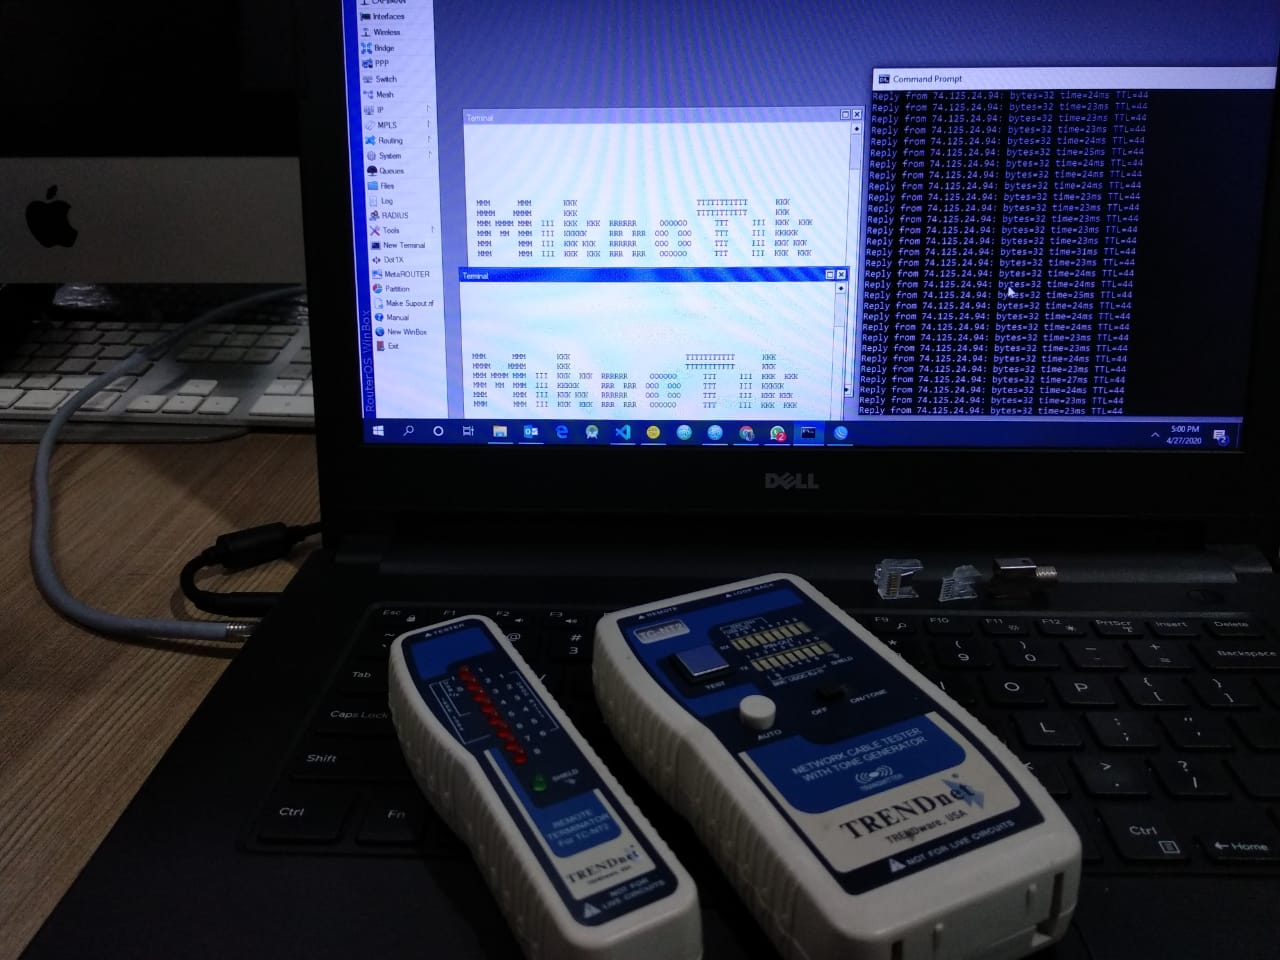 Interfaces
Wireless
Bridge
PPP
Switch
Mesh
IP
MPLS
Routing
System
Queues
Files
Log
RADIUS
Tools
New Terminal
Dot1X
MetaROUTER
Partition
Make Supout.rif
Manual
New WinBox
Exit
RouterOS WinBox
Terminal
MMM MMM KKK TTTTTTTTTTT KKK
MMMM MMMM KKK TTTTTTTTTTT KKK
MMM MMMM MMM III KKK KKK RRRRRR OOOOOO TTT III KKK KKK
MMM MM MMM III KKKKK RRR RRR OOO OOO TTT III KKKKK
MMM MMM III KKK KKK RRRRRR OOO OOO TTT III KKK KKK
MMM MMM III KKK KKK RRR RRR OOOOOO TTT III KKK KKK
Terminal
MMM MMM KKK TTTTTTTTTTT KKK
MMMM MMMM KKK TTTTTTTTTTT KKK
MMM MMMM MMM III KKK KKK RRRRRR OOOOOO TTT III KKK KKK
MMM MM MMM III KKKKK RRR RRR OOO OOO TTT III KKKKK
MMM MMM III KKK KKK RRRRRR OOO OOO TTT III KKK KKK
MMM MMM III KKK KKK RRR RRR OOOOOO TTT III KKK KKK
Command Prompt
Reply from 74.125.24.94: bytes=32 time=24ms TTL=44
Reply from 74.125.24.94: bytes=32 time=23ms TTL=44
Reply from 74.125.24.94: bytes=32 time=24ms TTL=44
Reply from 74.125.24.94: bytes=32 time=23ms TTL=44
Reply from 74.125.24.94: bytes=32 time=24ms TTL=44
Reply from 74.125.24.94: bytes=32 time=25ms TTL=44
Reply from 74.125.24.94: bytes=32 time=24ms TTL=44
Reply from 74.125.24.94: bytes=32 time=23ms TTL=44
Reply from 74.125.24.94: bytes=32 time=24ms TTL=44
Reply from 74.125.24.94: bytes=32 time=24ms TTL=44
Reply from 74.125.24.94: bytes=32 time=23ms TTL=44
Reply from 74.125.24.94: bytes=32 time=24ms TTL=44
Reply from 74.125.24.94: bytes=32 time=23ms TTL=44
Reply from 74.125.24.94: bytes=32 time=23ms TTL=44
Reply from 74.125.24.94: bytes=32 time=31ms TTL=44
Reply from 74.125.24.94: bytes=32 time=23ms TTL=44
Reply from 74.125.24.94: bytes=32 time=24ms TTL=44
Reply from 74.125.24.94: bytes=32 time=24ms TTL=44
Reply from 74.125.24.94: bytes=32 time=25ms TTL=44
Reply from 74.125.24.94: bytes=32 time=24ms TTL=44
Reply from 74.125.24.94: bytes=32 time=23ms TTL=44
Reply from 74.125.24.94: bytes=32 time=24ms TTL=44
Reply from 74.125.24.94: bytes=32 time=24ms TTL=44
Reply from 74.125.24.94: bytes=32 time=24ms TTL=44
Reply from 74.125.24.94: bytes=32 time=23ms TTL=44
Reply from 74.125.24.94: bytes=32 time=23ms TTL=44
Reply from 74.125.24.94: bytes=32 time=27ms TTL=44
Reply from 74.125.24.94: bytes=32 time=24ms TTL=44
Reply from 74.125.24.94: bytes=32 time=23ms TTL=44
Reply from 74.125.24.94: bytes=32 time=23ms TTL=44
5:00 PM
4/27/2020
2
DELL
Esc F1 F2 F3 F9 F10 F11 F12 PrtScr Insert Delete
~ @ 2 # 3 ( 9 ) 0 _ - + = Backspace
Tab O P { [ } ]
Caps Lock L : ; " '
Shift > . ? /
Ctrl Fn Ctrl Home
TESTER
1
2
3
4
5
6
7
8
SHIELD
REMOTE
TERMINATOR
For TC-NT2
TRENDnet
TRENDware, USA
NOT FOR
LIVE CIRCUITS
REMOTE LOOP BACK
TC-NT2
RX
TX
SHIELD
TEST
OFF ON/TONE
AUTO
NETWORK CABLE TESTER
WITH TONE GENERATOR
TRANSMITTER
TRENDnet
TRENDware, USA
NOT FOR LIVE CIRCUITS